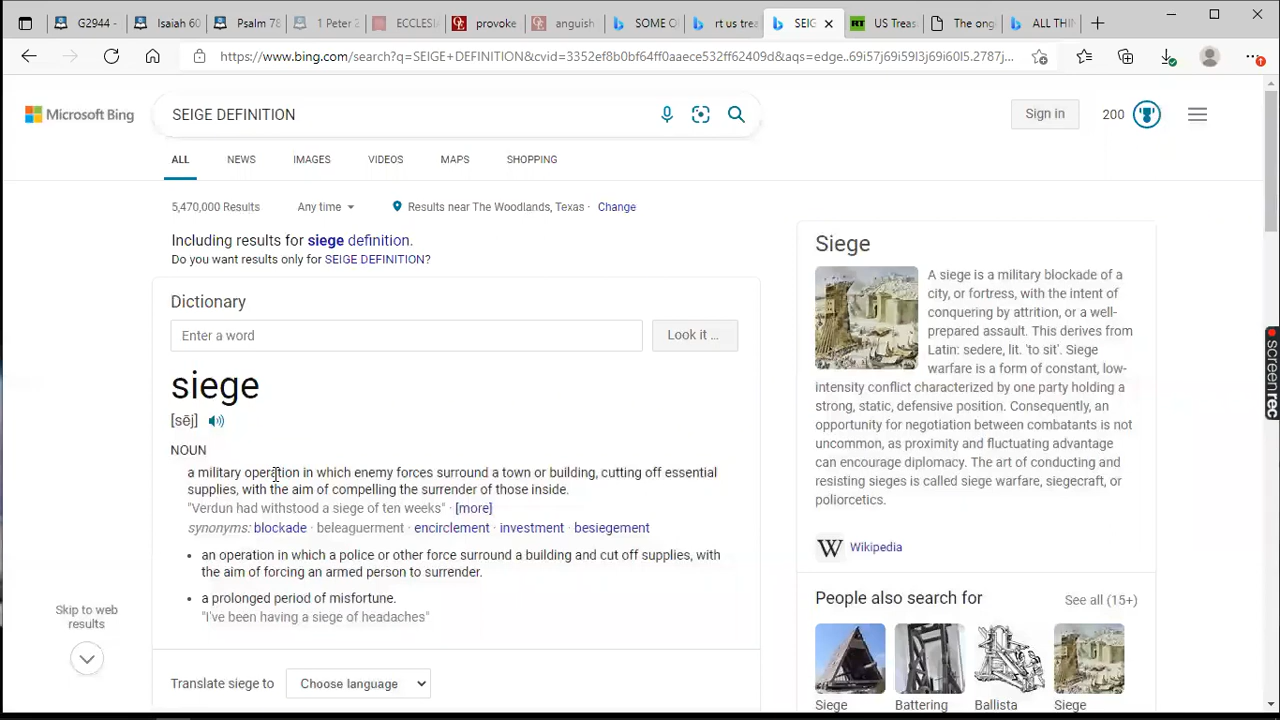 G2944 -
Isaiah 60
Psalm 78
1 Peter 2
ECCLESIA
provoke
anguish
SOME C
rt us trea
SEIG
US Treas
The ong
ALL THI
https://www.bing.com/search?q=SEIGE+DEFINITION&cvid=3352ef8b0bf64ff0aaece532ff62409d&aqs=edge..69i57j69i59l3j69i60l5.2787j...
Microsoft Bing
SEIGE DEFINITION
Sign in
200
ALL
NEWS
IMAGES
VIDEOS
MAPS
SHOPPING
5,470,000 Results
Any time
Results near The Woodlands, Texas · Change
Including results for siege definition.
Do you want results only for SEIGE DEFINITION?
Dictionary
Enter a word
Look it ...
siege
[sēj]
NOUN
a military operation in which enemy forces surround a town or building, cutting off essential
supplies, with the aim of compelling the surrender of those inside.
"Verdun had withstood a siege of ten weeks" · [more]
synonyms: blockade · beleaguerment · encirclement · investment · besiegement
• an operation in which a police or other force surround a building and cut off supplies, with
the aim of forcing an armed person to surrender.
• a prolonged period of misfortune.
"I've been having a siege of headaches"
Skip to web
results
Translate siege to
Choose language
Siege
A siege is a military blockade of a
city, or fortress, with the intent of
conquering by attrition, or a well-
prepared assault. This derives from
Latin: sedere, lit. 'to sit'. Siege
warfare is a form of constant, low-
intensity conflict characterized by one party holding a
strong, static, defensive position. Consequently, an
opportunity for negotiation between combatants is not
uncommon, as proximity and fluctuating advantage
can encourage diplomacy. The art of conducting and
resisting sieges is called siege warfare, siegecraft, or
poliorcetics.
W Wikipedia
People also search for
See all (15+)
Siege
Battering
Ballista
Siege
screenrec